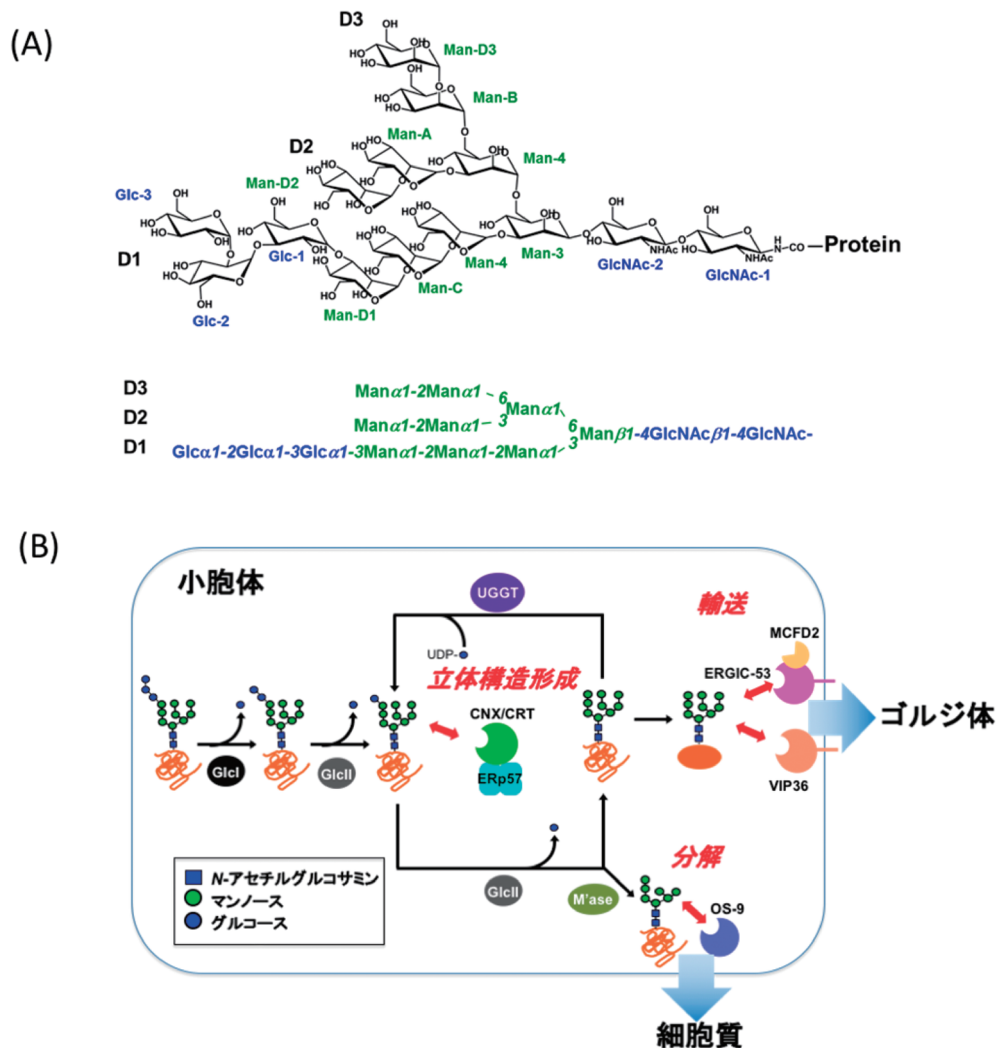 (A)
D3
Man-D3
Man-B
Man-A
D2
Man-4
Man-D2
Glc-3
D1
Glc-1
Man-4
Man-3
GlcNAc-2
GlcNAc-1
Protein
Man-C
Man-D1
Glc-2
D3 Manα1-2Manα1
6 Manα1
D2 Manα1-2Manα1 3
6 Manβ1-4GlcNAcβ1-4GlcNAc-
3
D1 Glcα1-2Glcα1-3Glcα1-3Manα1-2Manα1-2Manα1
(B)
小胞体
UGGT
輸送
MCFD2
UDP-
立体構造形成
ERGIC-53
CNX/CRT
ゴルジ体
GlcI
GlcII
ERp57
VIP36
分解
GlcII
M'ase
OS-9
N-アセチルグルコサミン
マンノース
グルコース
細胞質